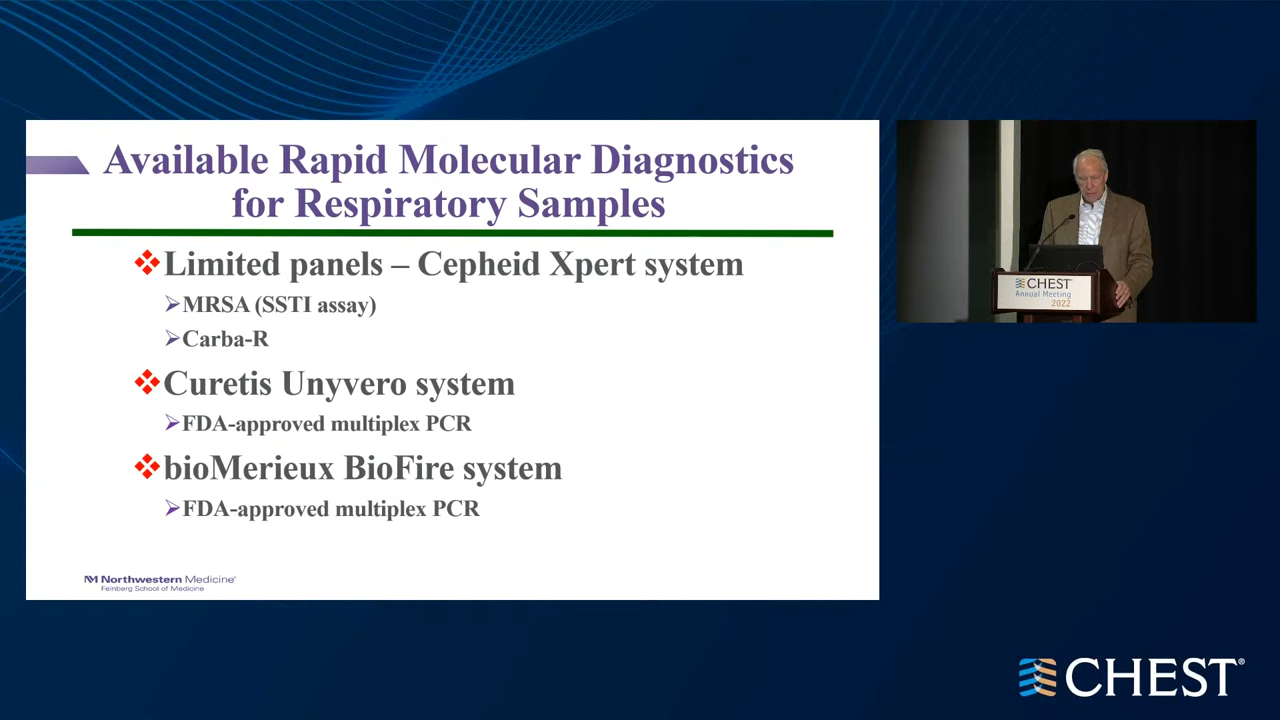 Available Rapid Molecular Diagnostics
for Respiratory Samples
Limited panels – Cepheid Xpert system
MRSA (SSTI assay)
Carba-R
Curetis Unyvero system
FDA-approved multiplex PCR
bioMerieux BioFire system
FDA-approved multiplex PCR
Northwestern Medicine®
Feinberg School of Medicine
CHEST
Annual Meeting
2022
CHEST®